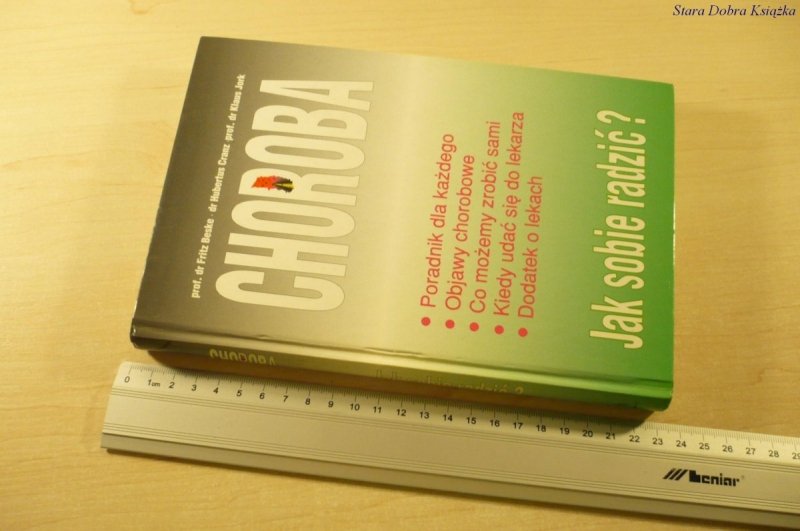 Stara Dobra Książka
prof. dr Fritz Beske · dr Hubertus Cranz · prof. dr Klaus Jork
CHOROBA
• Poradnik dla każdego
• Objawy chorobowe
• Co możemy zrobić sami
• Kiedy udać się do lekarza
• Dodatek o lekach
Jak sobie radzić?
CHOROBA Jak sobie radzić ?
0 1cm 2 3 4 5 6 7 8 9 10 11 12 13 14 15 16 17 18 19 20 21 22 23 24 25 26 27 28 29
Leniar